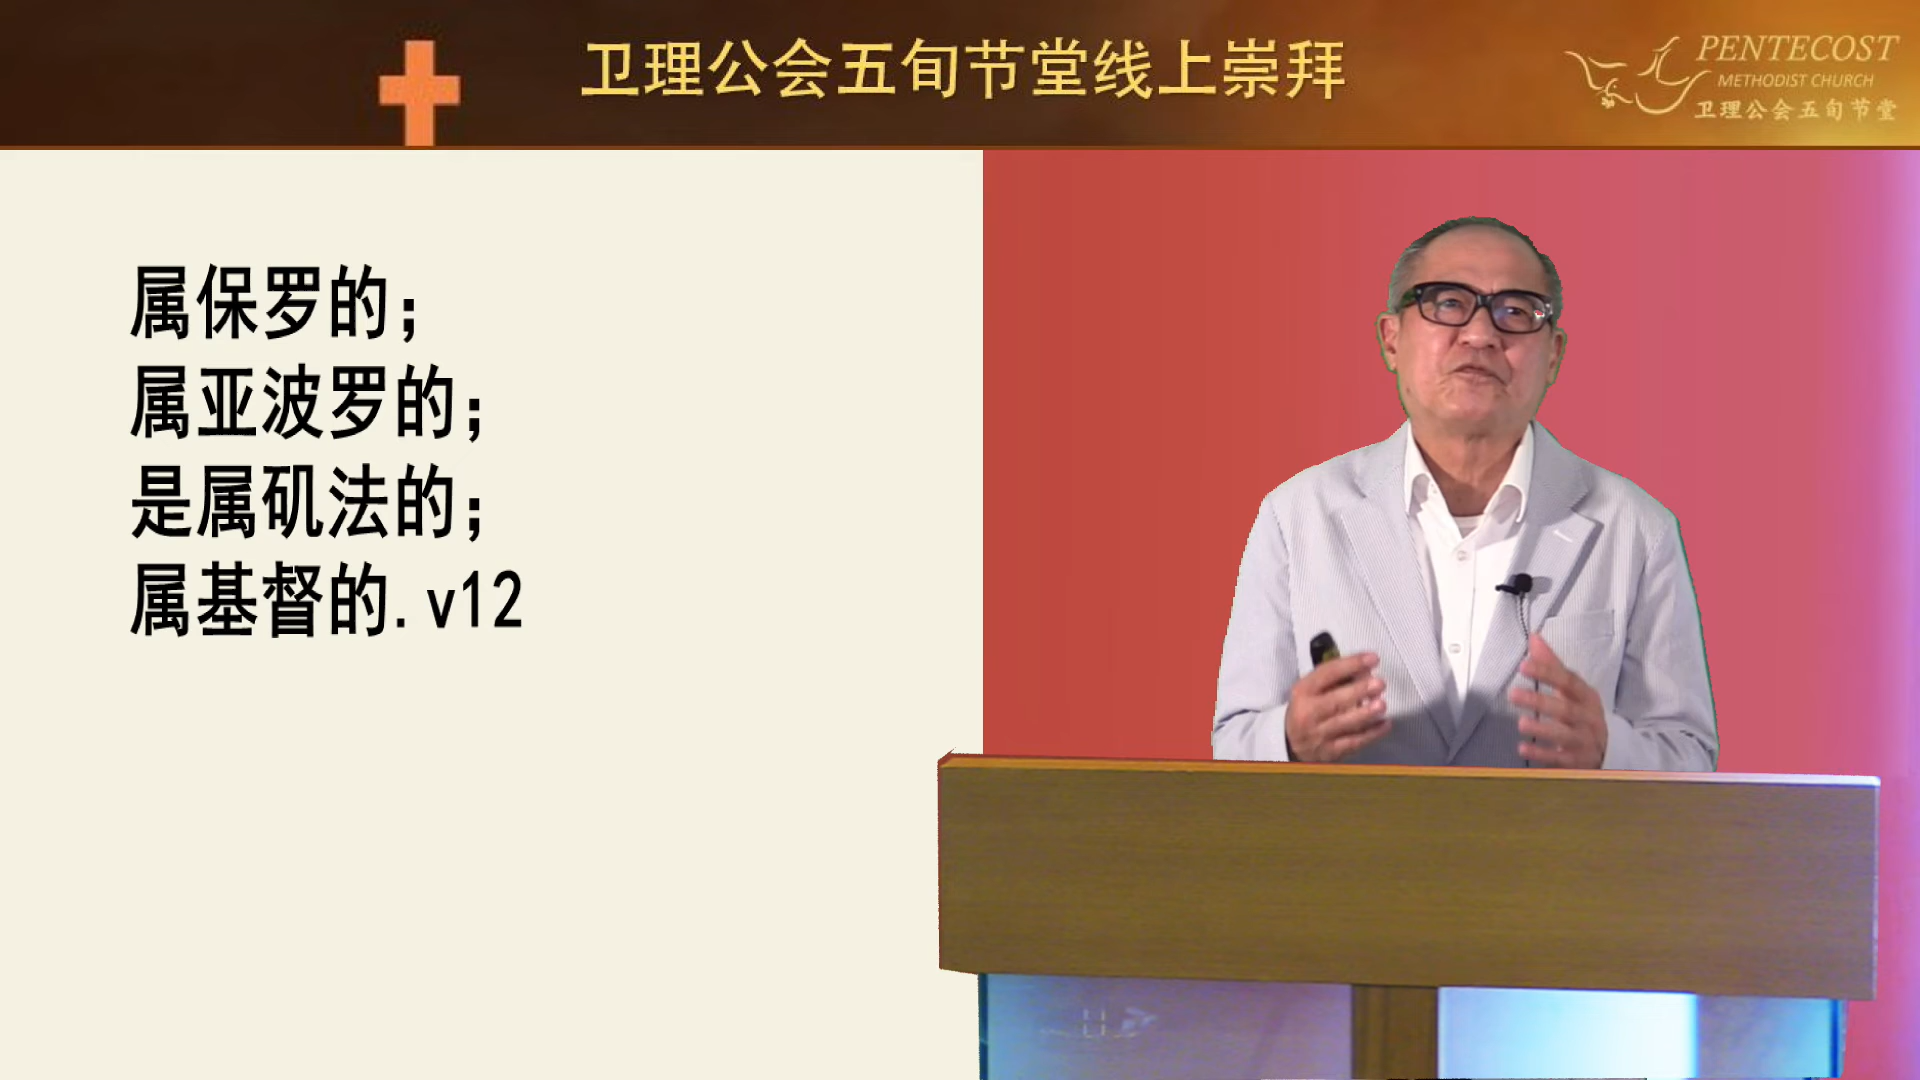 卫理公会五旬节堂线上崇拜
PENTECOST
METHODIST CHURCH
卫理公会五旬节堂
属保罗的;
属亚波罗的;
是属矶法的;
属基督的.v12